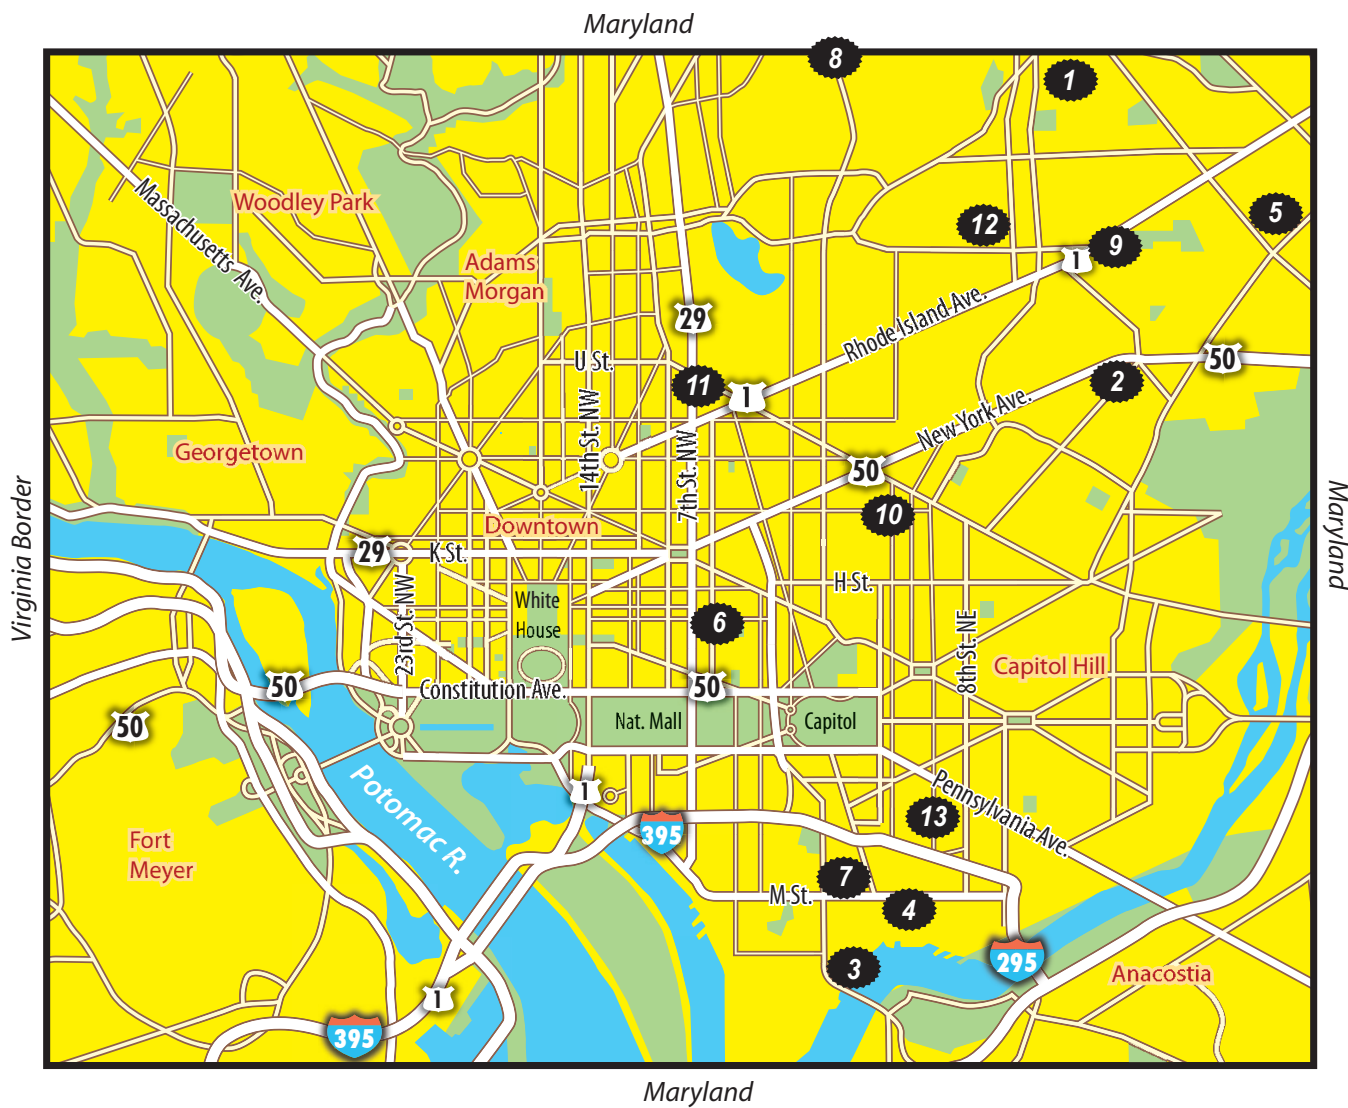 Maryland
8
1
Woodley Park
Massachusetts Ave.
5
12
9
1
Adams
Morgan
29
Rhode Island Ave.
U St.
50
11
1
2
14th St. NW
New York Ave.
Georgetown
7th St. NW
50
Virginia Border
Maryland
10
Downtown
29
K St.
H St.
White
House
23rd St. NW
6
8th St. NE
Capitol Hill
50
Constitution Ave.
50
50
Nat. Mall
Capitol
Potomac R.
1
Pennsylvania Ave.
13
395
Fort
Meyer
7
M St.
4
3
295
Anacostia
1
395
Maryland